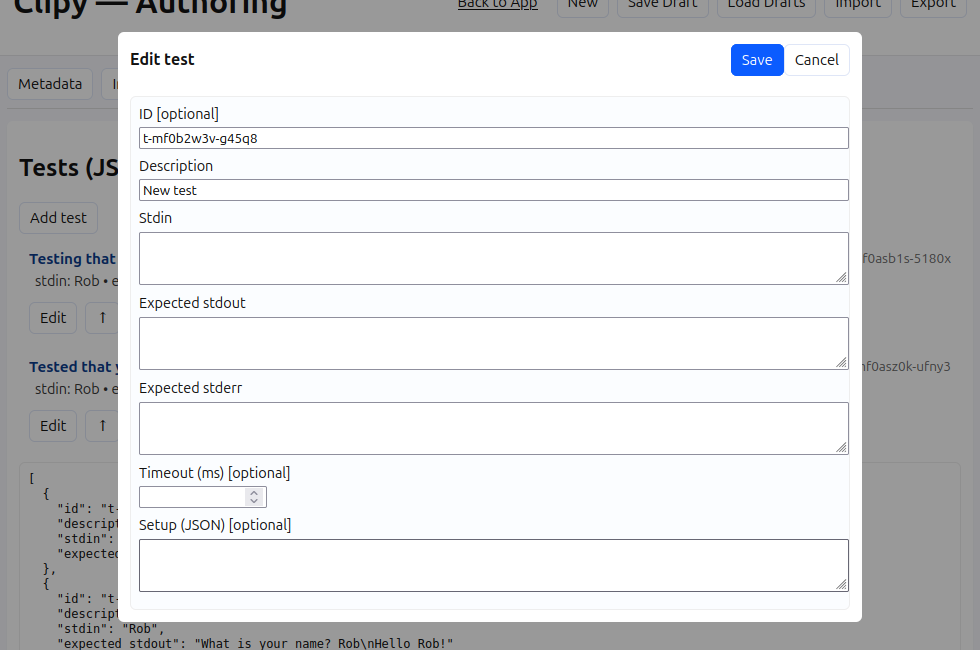 Clipy — Authoring
Back to App New Save Draft Load Drafts Import Export
Metadata
Tests (JS
Add test
Testing that
stdin: Rob • e
f0asb1s-5180x
Edit ↑
Tested that
stdin: Rob • e
f0asz0k-ufny3
Edit ↑
[
{
"id": "t-
"descript
"stdin":
"expected
},
{
"id": "t-
"descript
"stdin": "Rob",
"expected_stdout": "What is your name? Rob\nHello Rob!"
Edit test
Save Cancel
ID [optional]
t-mf0b2w3v-g45q8
Description
New test
Stdin
Expected stdout
Expected stderr
Timeout (ms) [optional]
Setup (JSON) [optional]